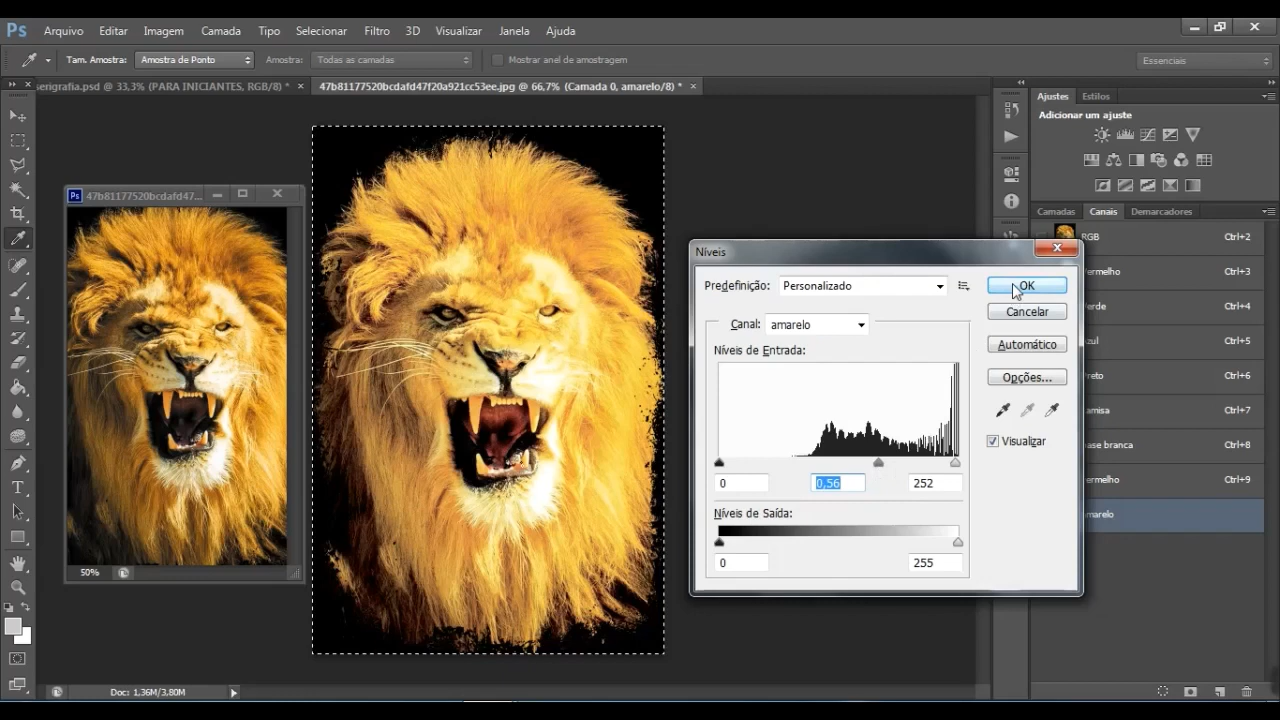 Ps Arquivo Editar Imagem Camada Tipo Selecionar Filtro 3D Visualizar Janela Ajuda
Tam. Amostra: Amostra de Ponto Amostra: Todas as camadas Mostrar anel de amostragem Essenciais
serigrafia.psd @ 33,3% (PARA INICIANTES, RGB/8) * × 47b81177520bcdafd47f20a921cc53ee.jpg @ 66,7% (Camada 0, amarelo/8) * ×
Ajustes Estilos
Adicionar um ajuste
Ps 47b81177520bcdafd47...
Camadas Canais Demarcadores
RGB Ctrl+2
ermelho Ctrl+3
erde Ctrl+4
zul Ctrl+5
reto Ctrl+6
amisa Ctrl+7
ase branca Ctrl+8
ermelho Ctrl+9
marelo
Níveis
Predefinição: Personalizado OK
Canal: amarelo Cancelar
Níveis de Entrada: Automático
Opções...
Visualizar
0 0,56 252
Níveis de Saída:
0 255
50%
T
Doc: 1,36M/3,80M